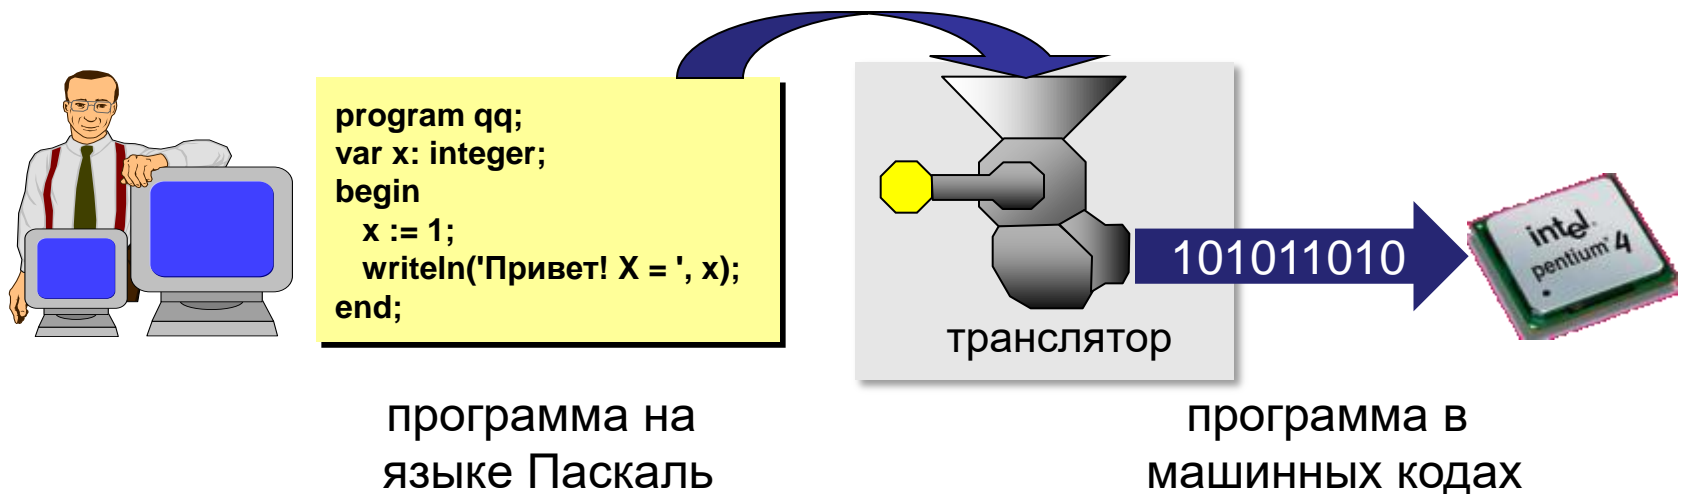 program qq;
var x: integer;
begin
x := 1;
writeln('Привет! X = ', x);
end;
транслятор
101011010
intel
pentium 4
программа на
языке Паскаль
программа в
машинных кодах